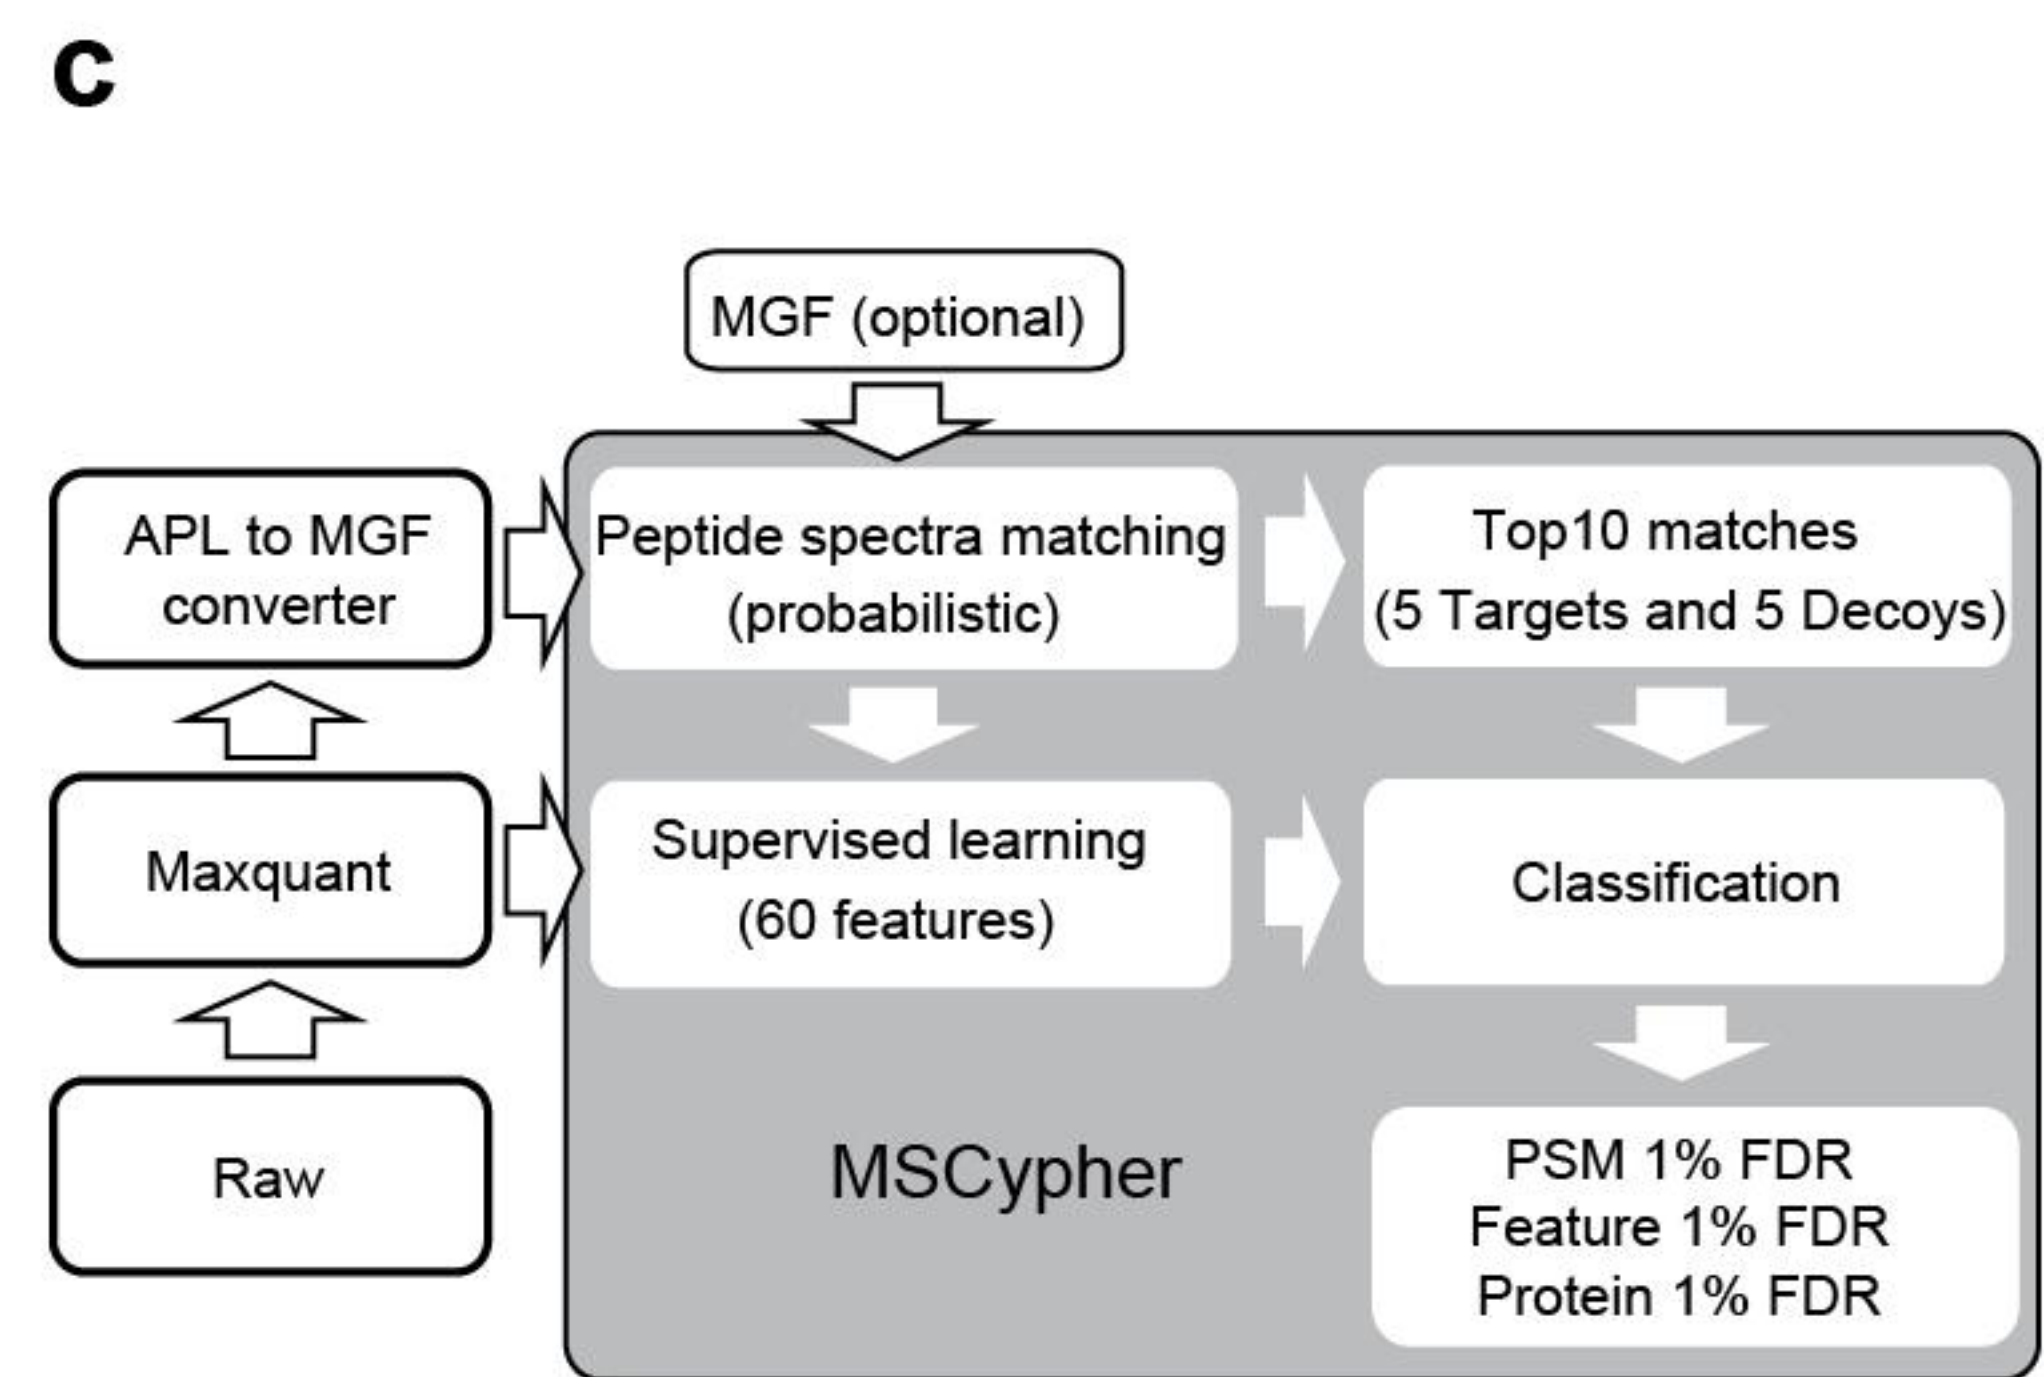 c
MGF (optional)
APL to MGF
converter
Peptide spectra matching
(probabilistic)
Top10 matches
(5 Targets and 5 Decoys)
Maxquant
Supervised learning
(60 features)
Classification
Raw
MSCypher
PSM 1% FDR
Feature 1% FDR
Protein 1% FDR